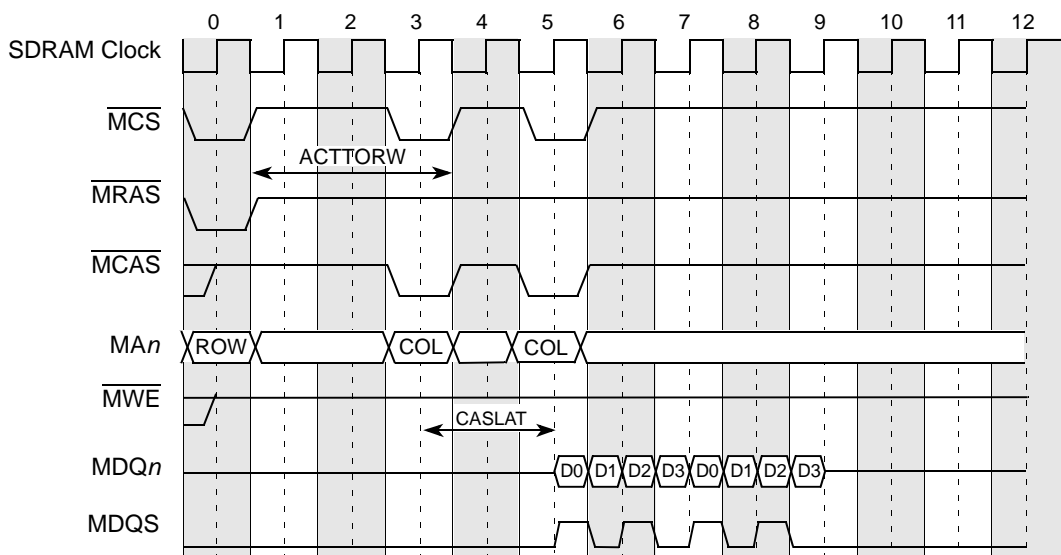 0 1 2 3 4 5 6 7 8 9 10 11 12
SDRAM Clock
MCS
ACTTORW
MRAS
MCAS
MAn ROW COL COL
MWE
CASLAT
MDQn D0 D1 D2 D3 D0 D1 D2 D3
MDQS